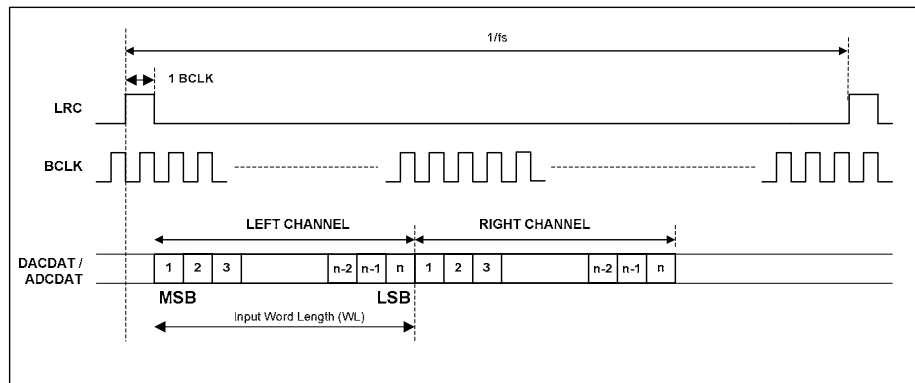 1/fs
1 BCLK
LRC
BCLK
LEFT CHANNEL
RIGHT CHANNEL
DACDAT /
ADCDAT
1 2 3 n-2 n-1 n 1 2 3 n-2 n-1 n
MSB LSB
Input Word Length (WL)